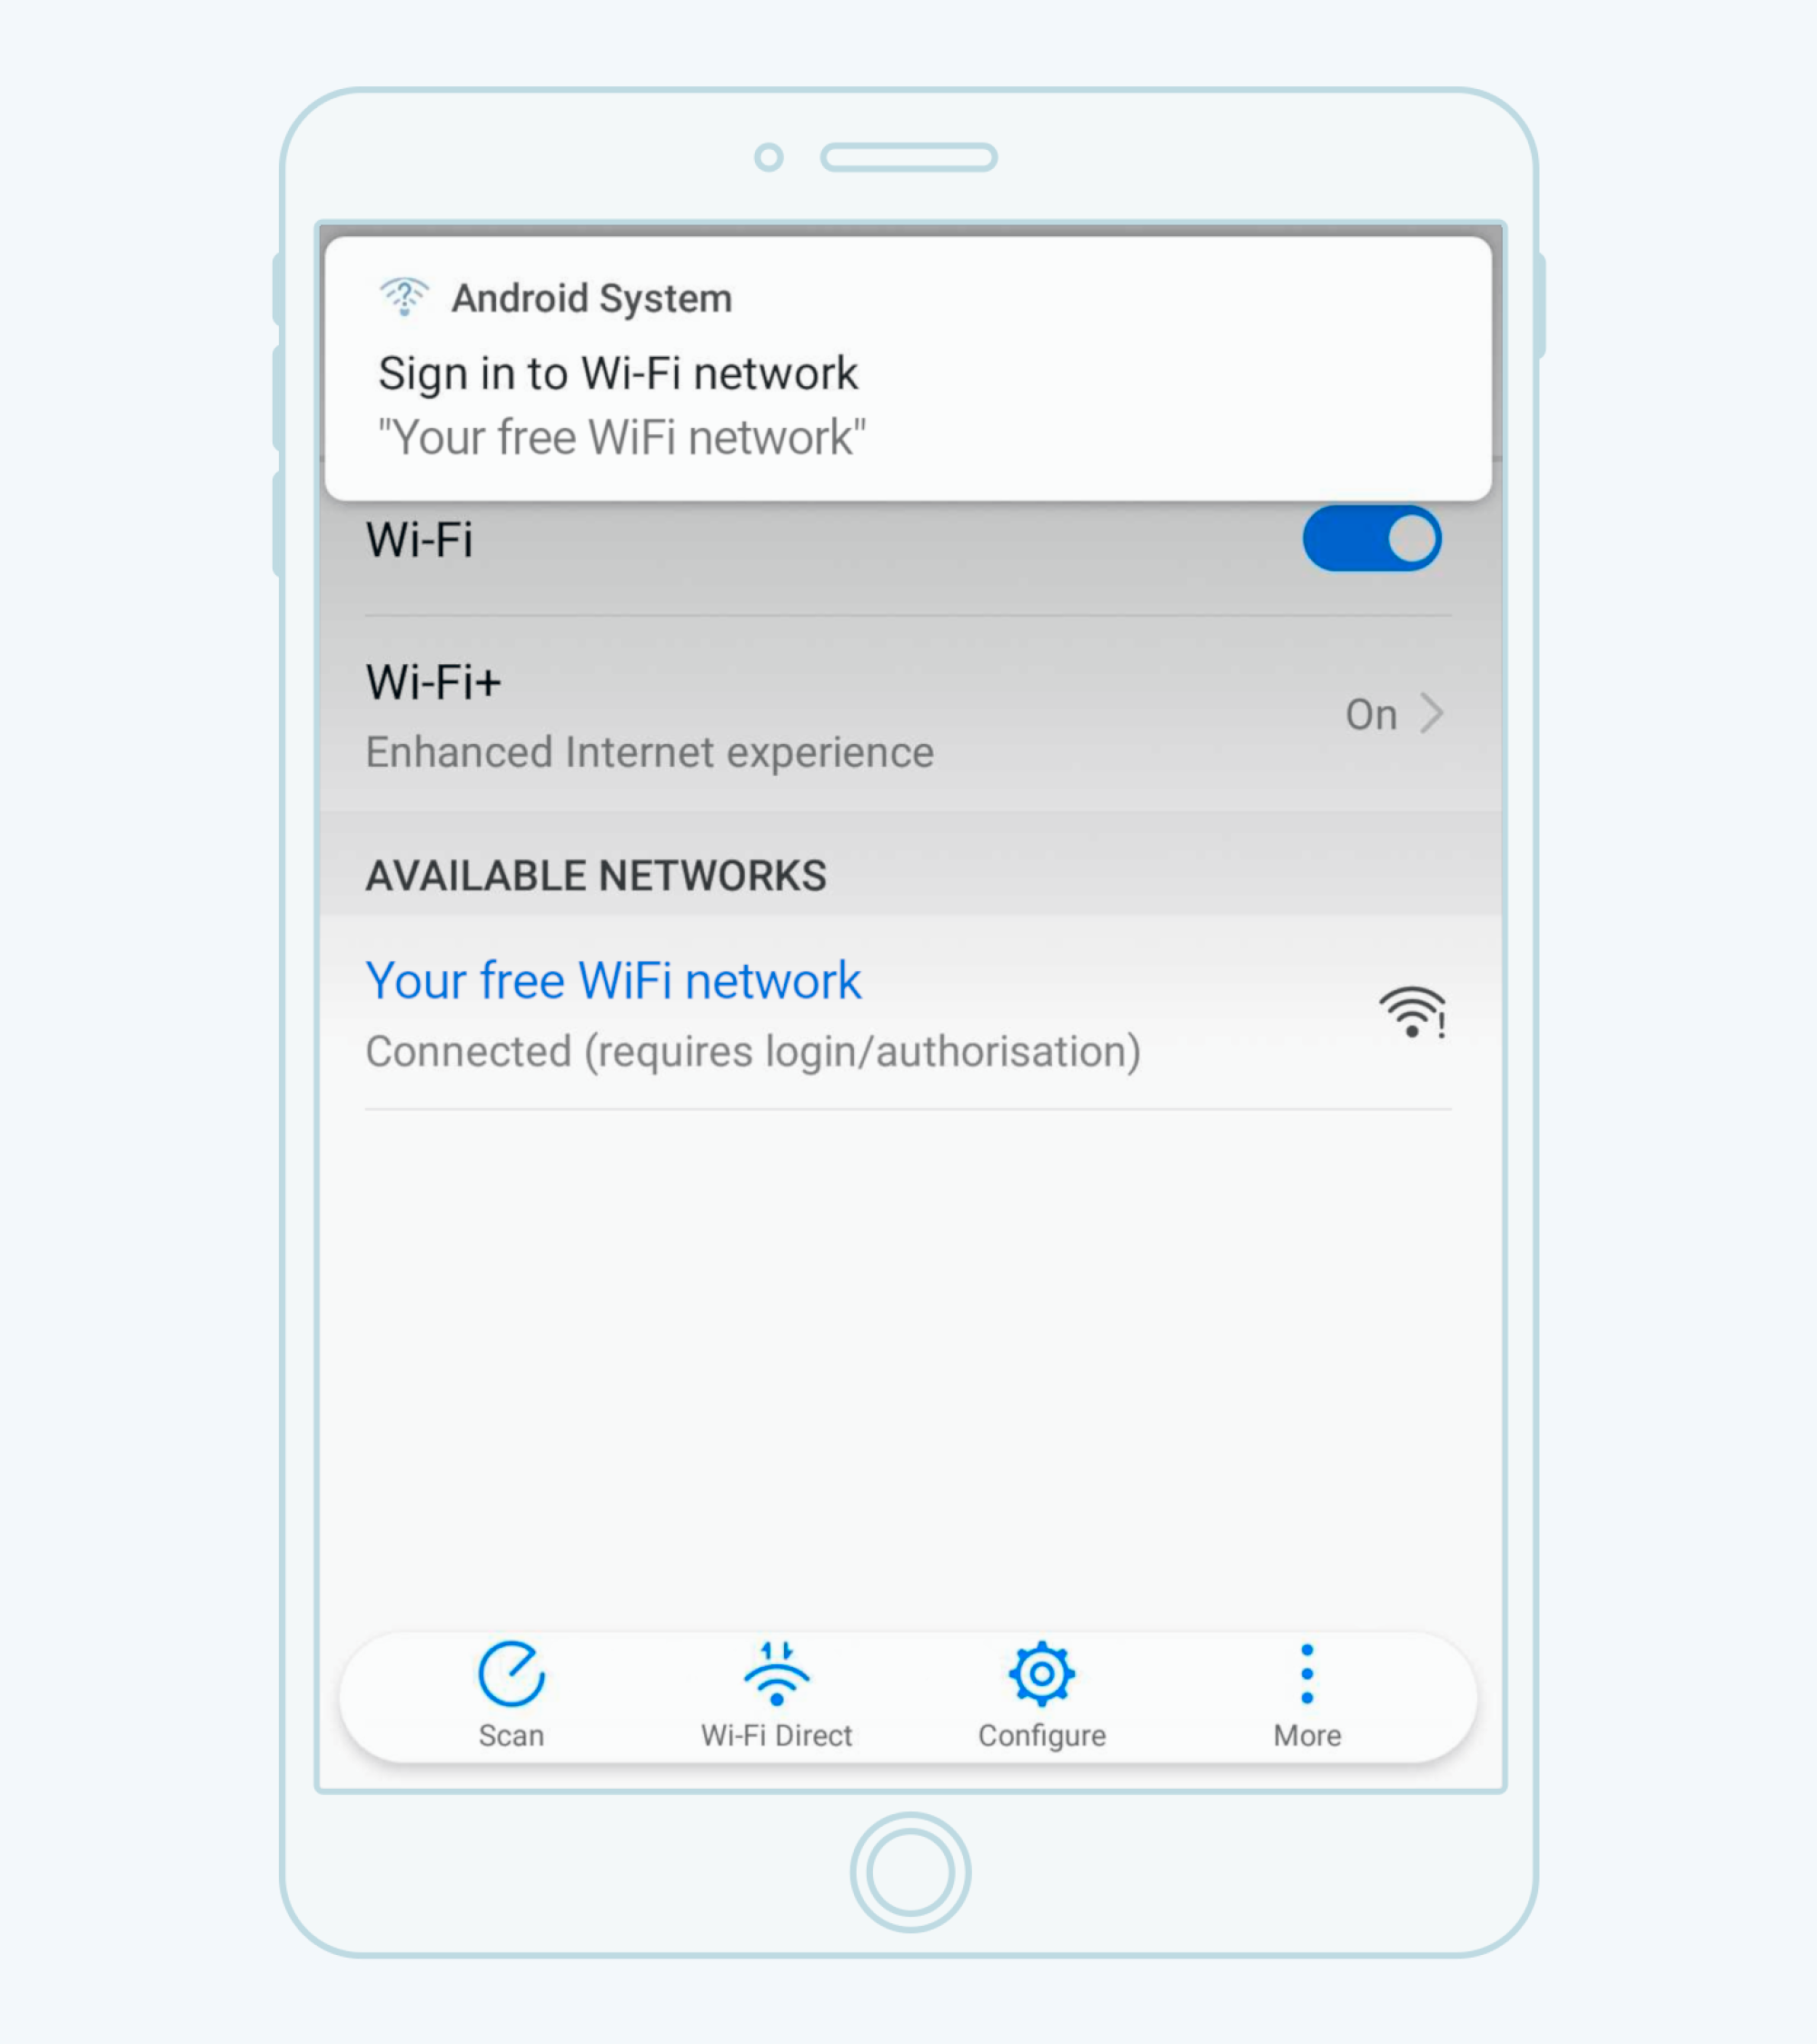 Android System
Sign in to Wi-Fi network
"Your free WiFi network"
Wi-Fi
Wi-Fi+
On
Enhanced Internet experience
AVAILABLE NETWORKS
Your free WiFi network
Connected (requires login/authorisation)
Scan
Wi-Fi Direct
Configure
More